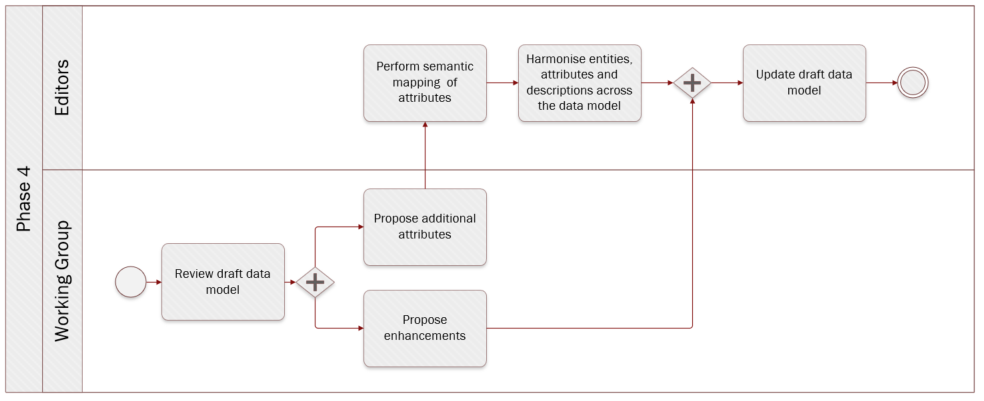 Phase 4
Editors
Perform semantic
mapping of
attributes
Harmonise entities,
attributes and
descriptions across
the data model
Update draft data
model
Working Group
Review draft data
model
Propose additional
attributes
Propose
enhancements